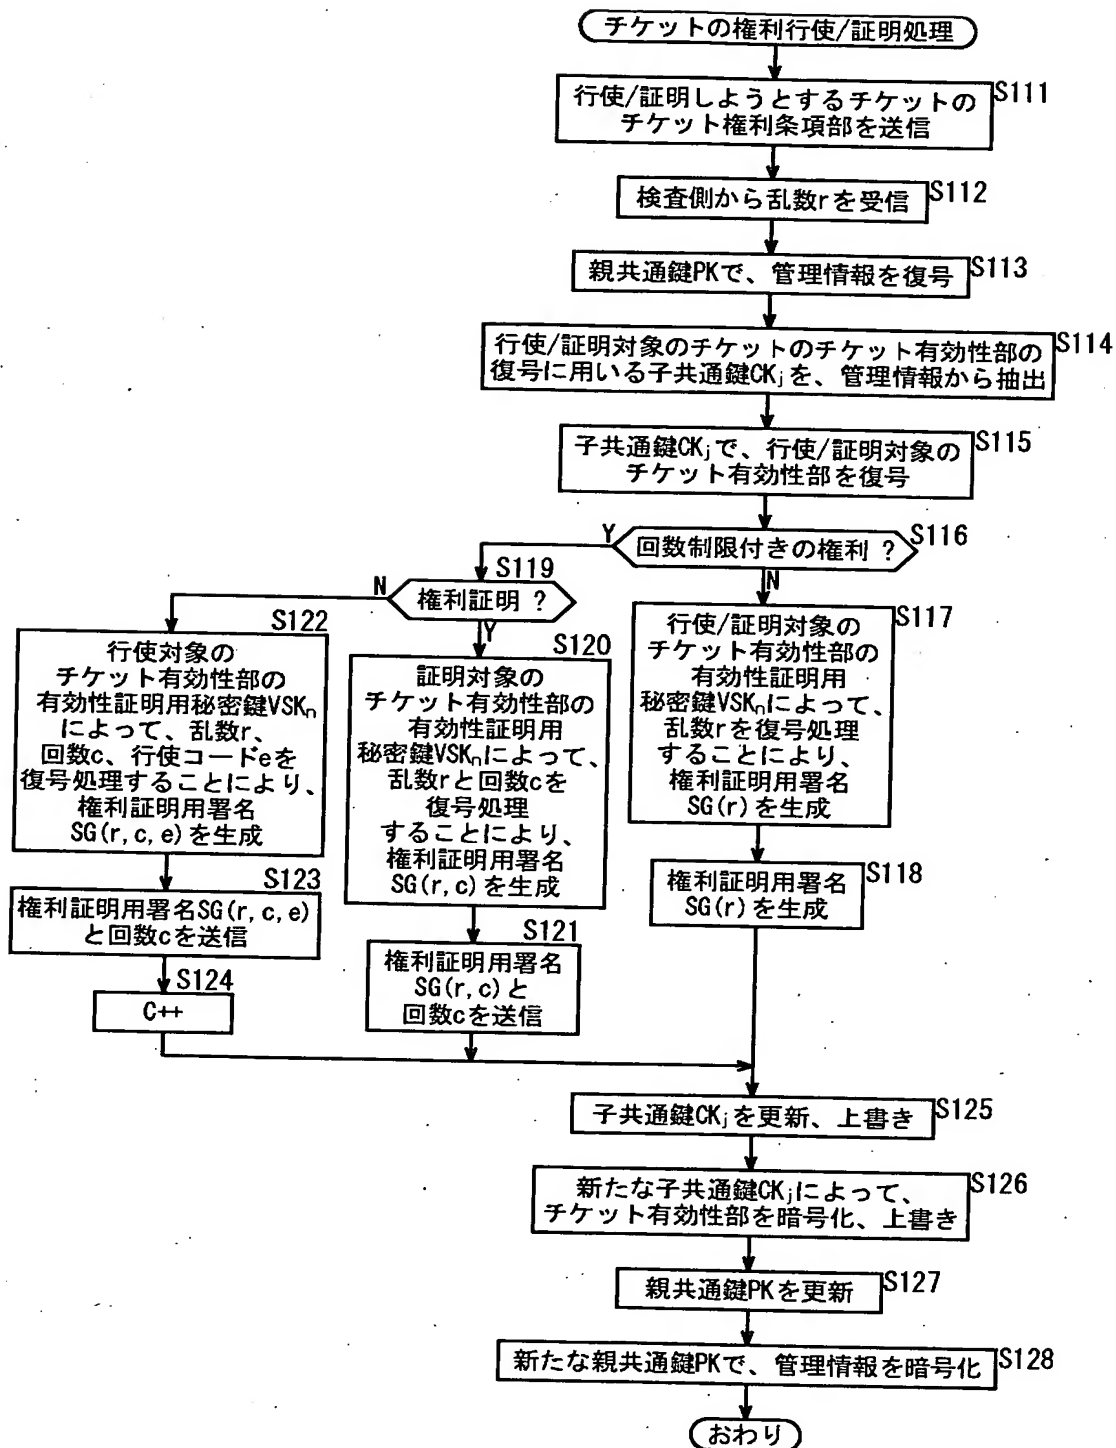 チケットの権利行使/証明処理
S111
行使/証明しようとするチケットの
チケット権利条項部を送信
S112
検査側から乱数rを受信
S113
親共通鍵PKで、管理情報を復号
S114
行使/証明対象のチケットのチケット有効性部の
復号に用いる子共通鍵CKjを、管理情報から抽出
S115
子共通鍵CKjで、行使/証明対象の
チケット有効性部を復号
S116
回数制限付きの権利 ?
Y
N
S119
権利証明 ?
N
Y
S122
行使対象の
チケット有効性部の
有効性証明用秘密鍵VSKn
によって、乱数r、
回数c、行使コードeを
復号処理することにより、
権利証明用署名
SG(r, c, e)を生成
S120
証明対象の
チケット有効性部の
有効性証明用
秘密鍵VSKnによって、
乱数rと回数cを
復号処理
することにより、
権利証明用署名
SG(r, c)を生成
S117
行使/証明対象の
チケット有効性部の
有効性証明用
秘密鍵VSKnによって、
乱数rを復号処理
することにより、
権利証明用署名
SG(r)を生成
S123
権利証明用署名SG(r, c, e)
と回数cを送信
S121
権利証明用署名
SG(r, c)と
回数cを送信
S118
権利証明用署名
SG(r)を生成
S124
C++
S125
子共通鍵CKjを更新、上書き
S126
新たな子共通鍵CKjによって、
チケット有効性部を暗号化、上書き
S127
親共通鍵PKを更新
S128
新たな親共通鍵PKで、管理情報を暗号化
おわり